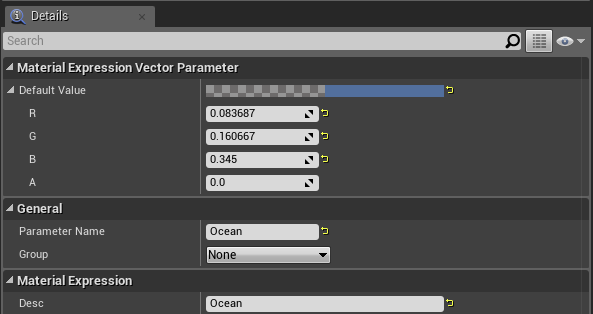 Details
Search
Material Expression Vector Parameter
Default Value
R 0.083687
G 0.160667
B 0.345
A 0.0
General
Parameter Name Ocean
Group None
Material Expression
Desc Ocean